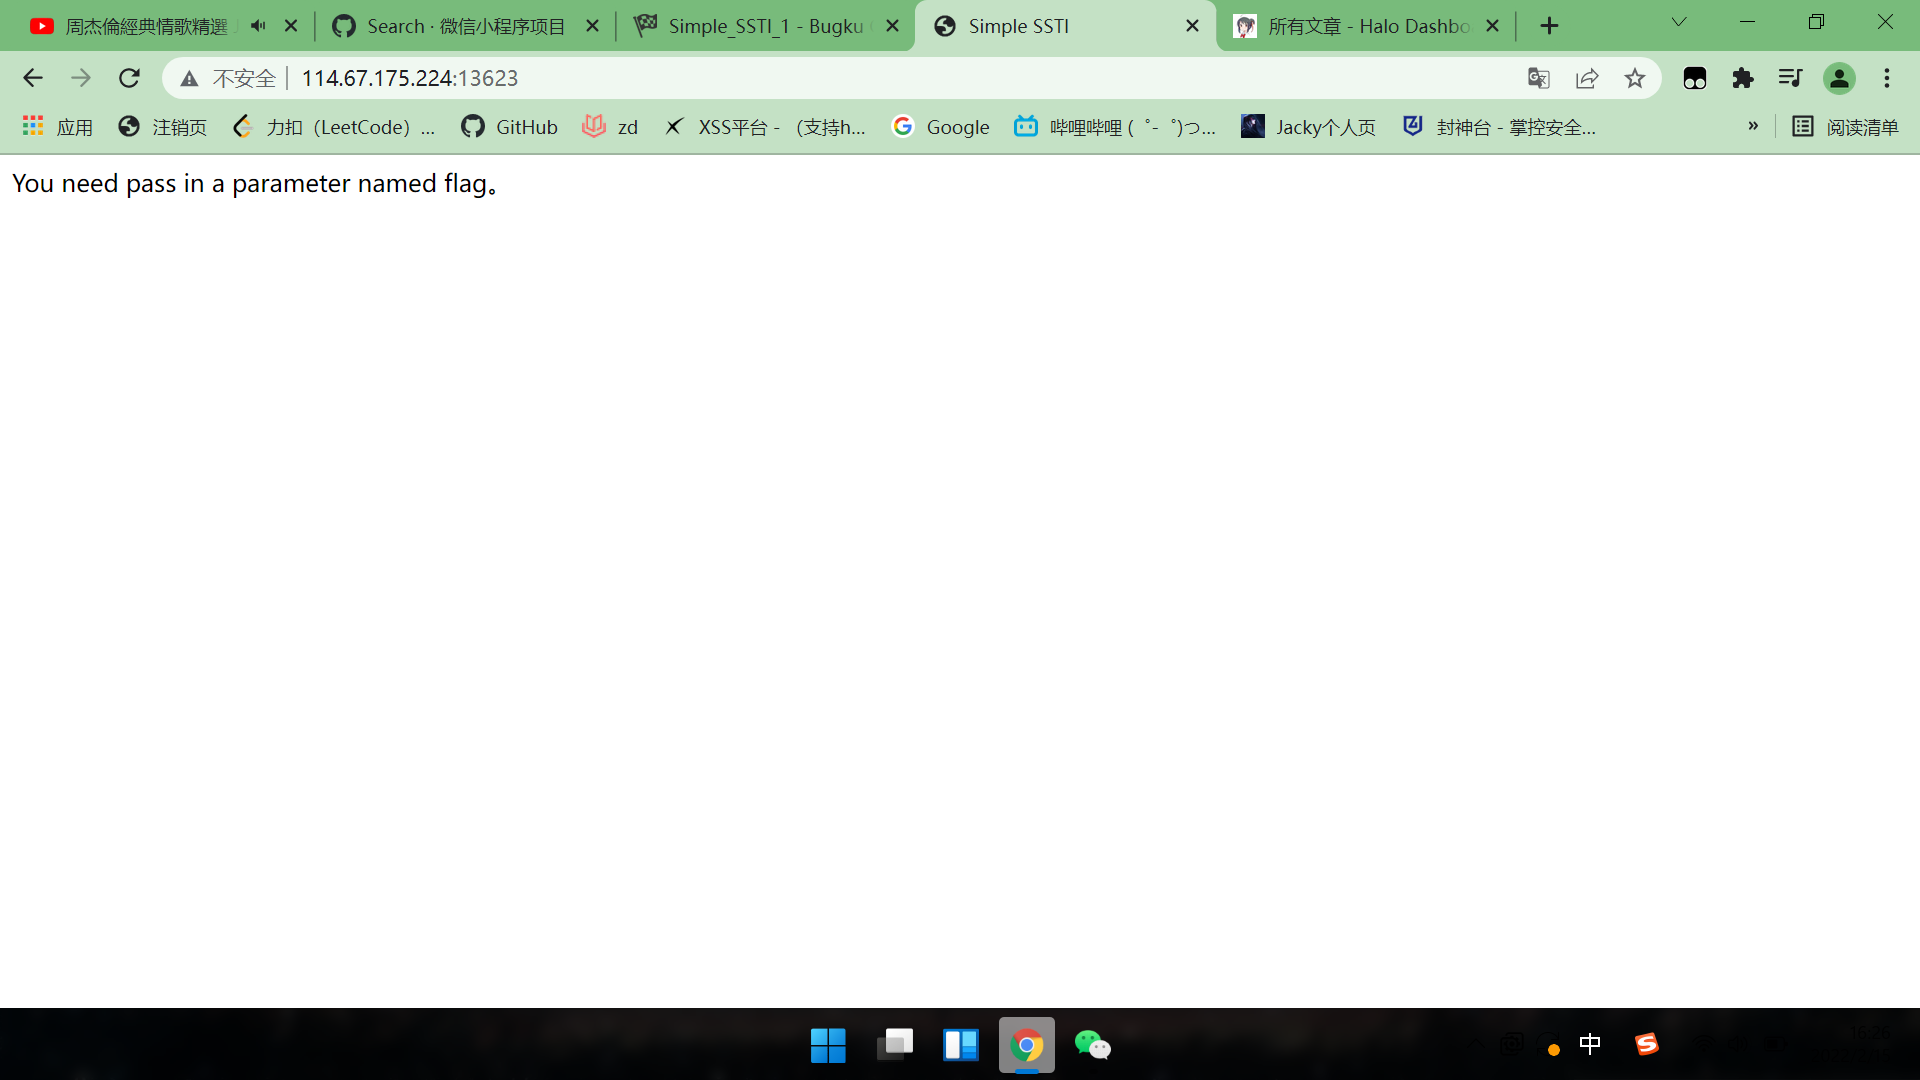 周杰倫經典情歌精選
Search · 微信小程序项目
Simple_SSTI_1 - Bugku
Simple SSTI
所有文章 - Halo Dashbo
不安全
114.67.175.224:13623
应用
注销页
力扣（LeetCode）...
GitHub
zd
XSS平台 - （支持h...
Google
哔哩哔哩 ( ゜- ゜)つ...
Jacky个人页
封神台 - 掌控安全...
»
阅读清单
You need pass in a parameter named flag。
中
16:26